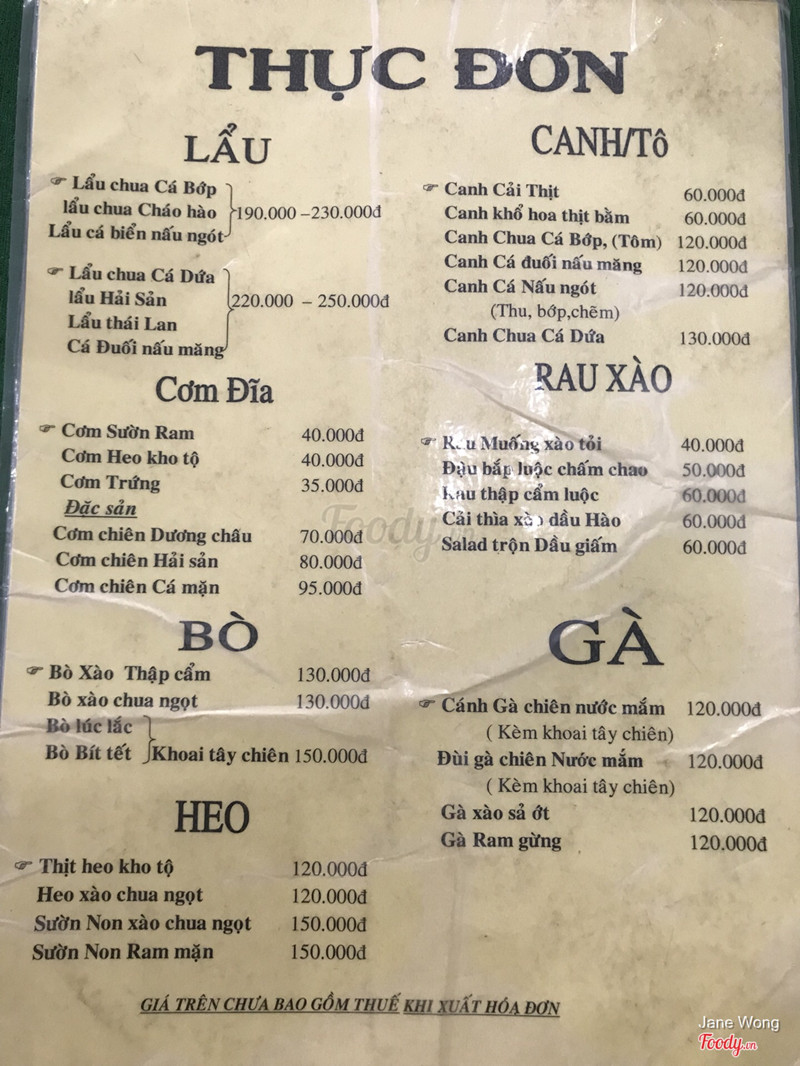 THỰC ĐƠN
LẨU
☞ Lẩu chua Cá Bớp
lẩu chua Cháo hào 190.000 – 230.000đ
Lẩu cá biển nấu ngót
☞ Lẩu chua Cá Dứa
lẩu Hải Sản 220.000 – 250.000đ
Lẩu thái Lan
Cá Đuối nấu măng
Cơm Đĩa
☞ Cơm Sườn Ram 40.000đ
Cơm Heo kho tộ 40.000đ
Cơm Trứng 35.000đ
Đặc sản
Cơm chiên Dương châu 70.000đ
Cơm chiên Hải sản 80.000đ
Cơm chiên Cá mặn 95.000đ
BÒ
☞ Bò Xào Thập cẩm 130.000đ
Bò xào chua ngọt 130.000đ
Bò lúc lắc
Bò Bít tết Khoai tây chiên 150.000đ
HEO
☞ Thịt heo kho tộ 120.000đ
Heo xào chua ngọt 120.000đ
Sườn Non xào chua ngọt 150.000đ
Sườn Non Ram mặn 150.000đ
CANH/Tô
☞ Canh Cải Thịt 60.000đ
Canh khổ hoa thịt bằm 60.000đ
Canh Chua Cá Bớp, (Tôm) 120.000đ
Canh Cá đuối nấu măng 120.000đ
Canh Cá Nấu ngót 120.000đ
(Thu, bớp,chẽm)
Canh Chua Cá Dứa 130.000đ
RAU XÀO
☞ Rau Muống xào tỏi 40.000đ
Đậu bắp luộc chấm chao 50.000đ
Rau thập cẩm luộc 60.000đ
Cải thìa xào dầu Hào 60.000đ
Salad trộn Dầu giấm 60.000đ
GÀ
☞ Cánh Gà chiên nước mắm 120.000đ
( Kèm khoai tây chiên)
Đùi gà chiên Nước mắm 120.000đ
( Kèm khoai tây chiên)
Gà xào sả ớt 120.000đ
Gà Ram gừng 120.000đ
GIÁ TRÊN CHƯA BAO GỒM THUẾ KHI XUẤT HÓA ĐƠN
Foody.vn
Jane Wong
Foody.vn